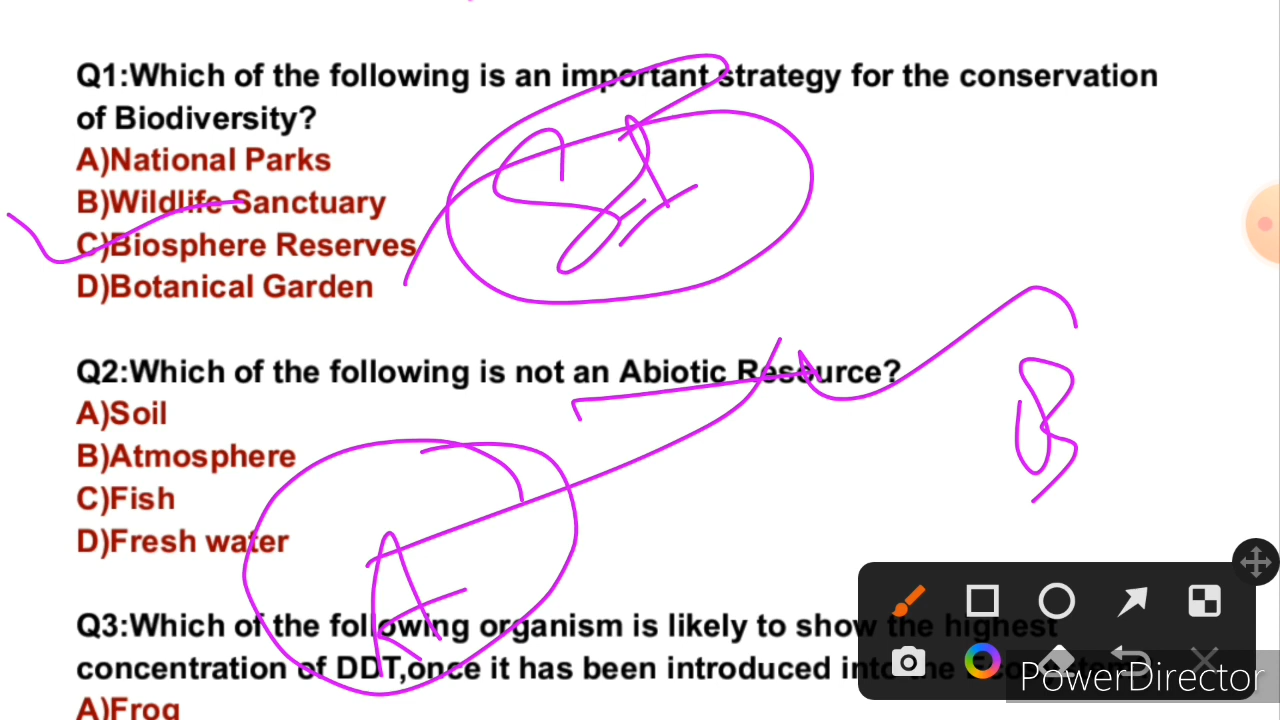 Q1:Which of the following is an important strategy for the conservation
of Biodiversity?
A)National Parks
B)Wildlife Sanctuary
C)Biosphere Reserves
D)Botanical Garden
Q2:Which of the following is not an Abiotic Resource?
A)Soil
B)Atmosphere
C)Fish
D)Fresh water
B
Q3:Which of the following organism is likely to show the highest
concentration of DDT,once it has been introduced into the Ecosystem
A)Frog
PowerDirector